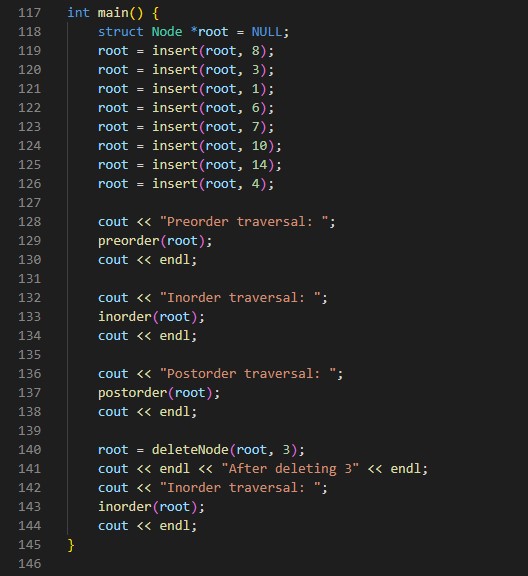 117 int main() {
118     struct Node *root = NULL;
119     root = insert(root, 8);
120     root = insert(root, 3);
121     root = insert(root, 1);
122     root = insert(root, 6);
123     root = insert(root, 7);
124     root = insert(root, 10);
125     root = insert(root, 14);
126     root = insert(root, 4);
127
128     cout << "Preorder traversal: ";
129     preorder(root);
130     cout << endl;
131
132     cout << "Inorder traversal: ";
133     inorder(root);
134     cout << endl;
135
136     cout << "Postorder traversal: ";
137     postorder(root);
138     cout << endl;
139
140     root = deleteNode(root, 3);
141     cout << endl << "After deleting 3" << endl;
142     cout << "Inorder traversal: ";
143     inorder(root);
144     cout << endl;
145 }
146